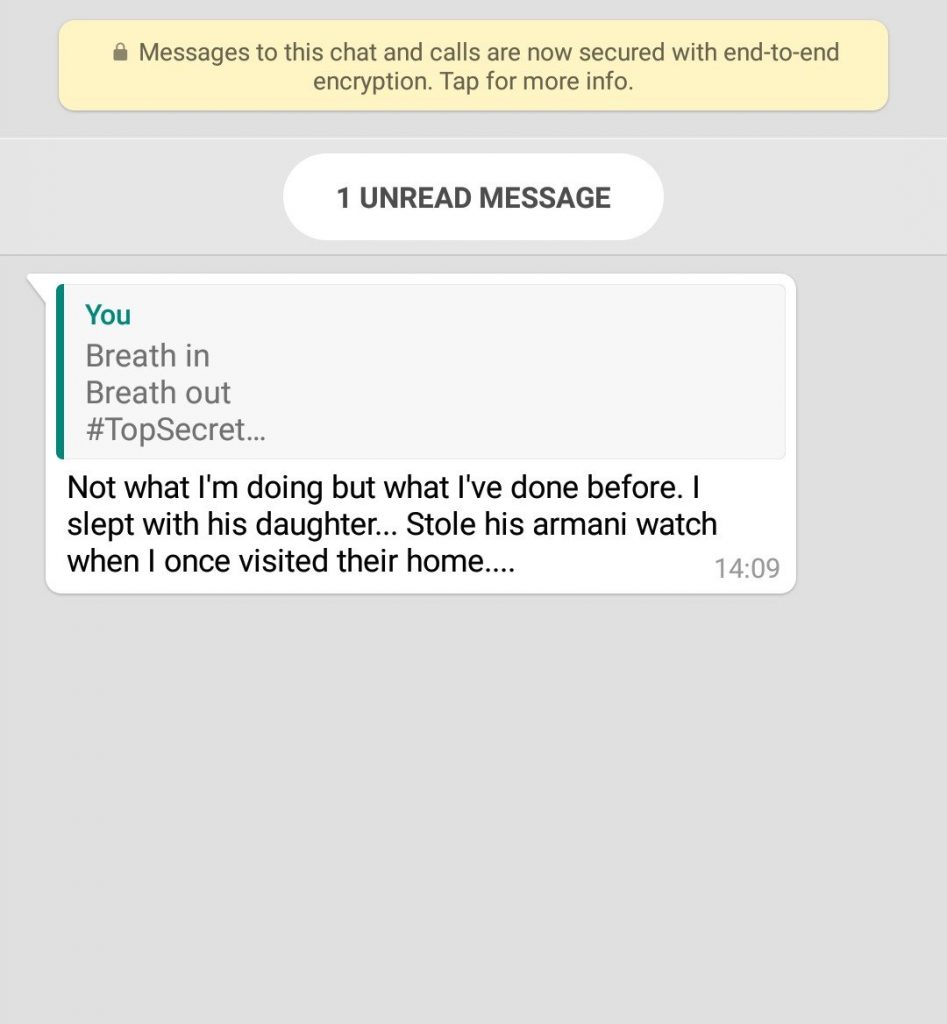 Messages to this chat and calls are now secured with end-to-end
encryption. Tap for more info.
1 UNREAD MESSAGE
You
Breath in
Breath out
#TopSecret...
Not what I'm doing but what I've done before. I
slept with his daughter... Stole his armani watch
when I once visited their home....
14:09